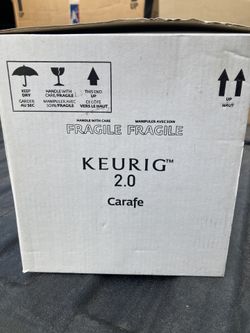 KEEP DRY
GARDER AU SEC
HANDLE WITH CARE/FRAGILE
MANIPULER AVEC SOIN/FRAGILE
THIS END UP
CE CÔTÉ VERS LE HAUT
UP
HAUT
HANDLE WITH CARE MANIPULER AVEC SOIN
FRAGILE FRAGILE
KEURIG™
2.0
Carafe